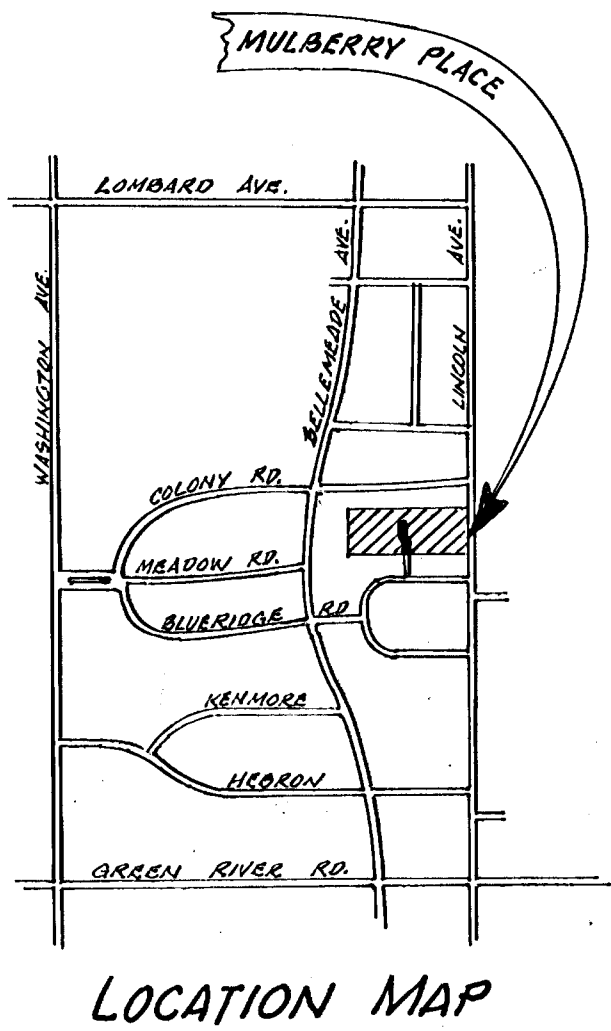 MULBERRY PLACE
LOMBARD AVE.
WASHINGTON AVE.
BELLEMEADE AVE.
LINCOLN AVE.
COLONY RD.
MEADOW RD.
BLUERIDGE RD
KENMORE
HEBRON
GREEN RIVER RD.
LOCATION MAP